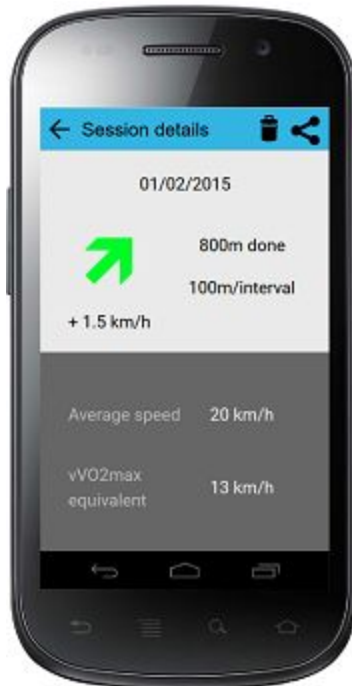 Session details
01/02/2015
800m done
100m/interval
+ 1.5 km/h
Average speed 20 km/h
vVO2max
equivalent 13 km/h